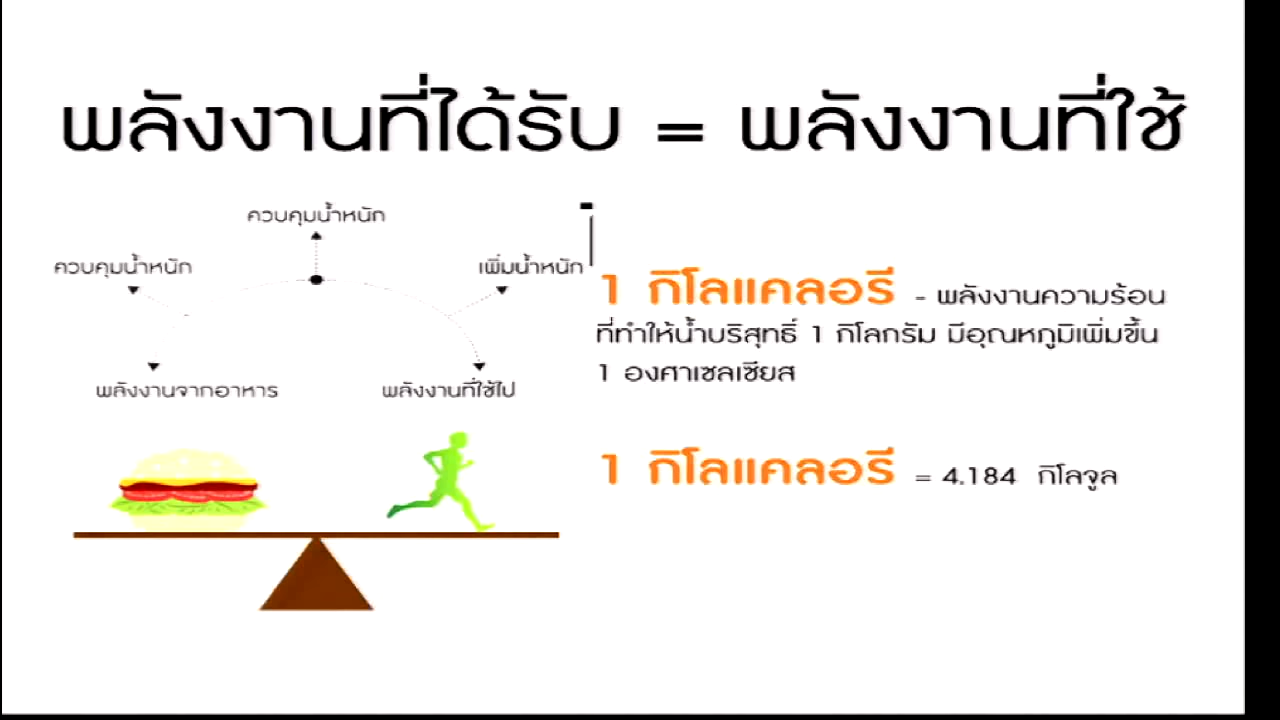 พลังงานที่ได้รับ = พลังงานที่ใช้
ควบคุมน้ำหนัก
ควบคุมน้ำหนัก
เพิ่มน้ำหนัก
พลังงานจากอาหาร
พลังงานที่ใช้ไป
1 กิโลแคลอรี - พลังงานความร้อน
ที่ทำให้น้ำบริสุทธิ์ 1 กิโลกรัม มีอุณหภูมิเพิ่มขึ้น
1 องศาเซลเซียส
1 กิโลแคลอรี = 4.184 กิโลจูล